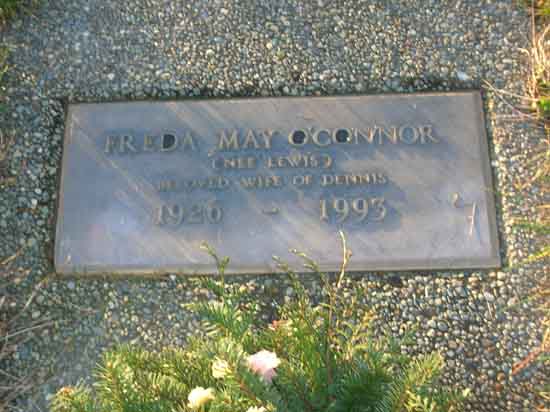 FREDA MAY O'CONNOR
(NEE LEWIS)
BELOVED WIFE OF DENNIS
1926 - 1993